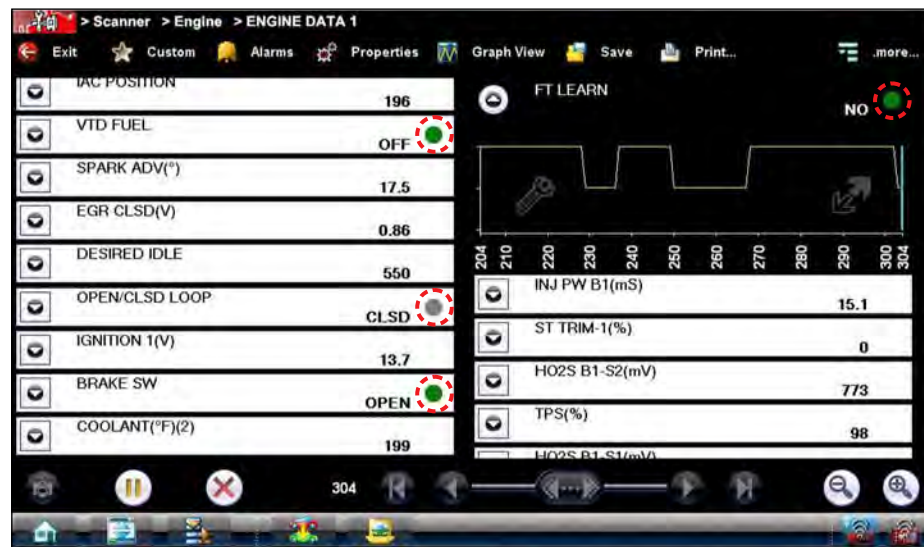 > Scanner > Engine > ENGINE DATA 1
Exit Custom Alarms Properties Graph View Save Print... .more...
IAC POSITION
196
VTD FUEL
OFF
SPARK ADV(°)
17.5
EGR CLSD(V)
0.86
DESIRED IDLE
550
OPEN/CLSD LOOP
CLSD
IGNITION 1(V)
13.7
BRAKE SW
OPEN
COOLANT(°F)(2)
199
FT LEARN
NO
204 210 220 230 240 250 260 270 280 290 300 304
INJ PW B1(mS)
15.1
ST TRIM-1(%)
0
HO2S B1-S2(mV)
773
TPS(%)
98
HO2S B1-S1(mV)
304